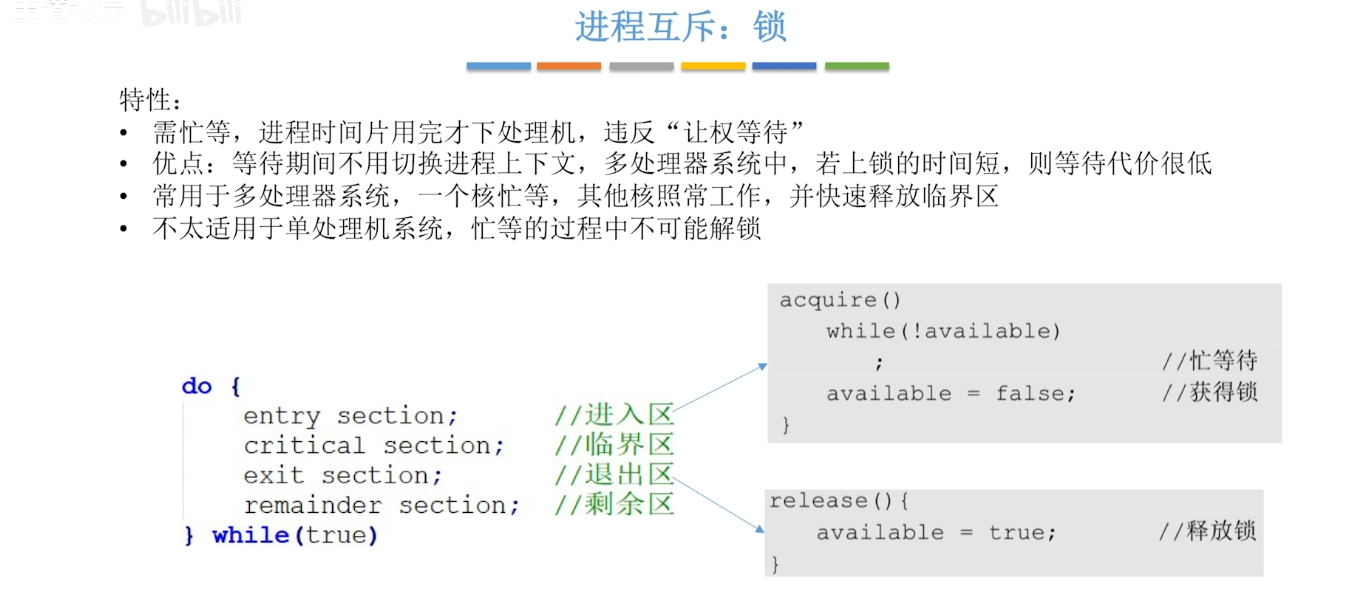 bilibili
进程互斥：锁
特性：
• 需忙等，进程时间片用完才下处理机，违反“让权等待”
• 优点：等待期间不用切换进程上下文，多处理器系统中，若上锁的时间短，则等待代价很低
• 常用于多处理器系统，一个核忙等，其他核照常工作，并快速释放临界区
• 不太适用于单处理机系统，忙等的过程中不可能解锁
do {
entry section; //进入区
critical section; //临界区
exit section; //退出区
remainder section; //剩余区
} while(true)
acquire()
while(!available)
; //忙等待
available = false; //获得锁
}
release(){
available = true; //释放锁
}